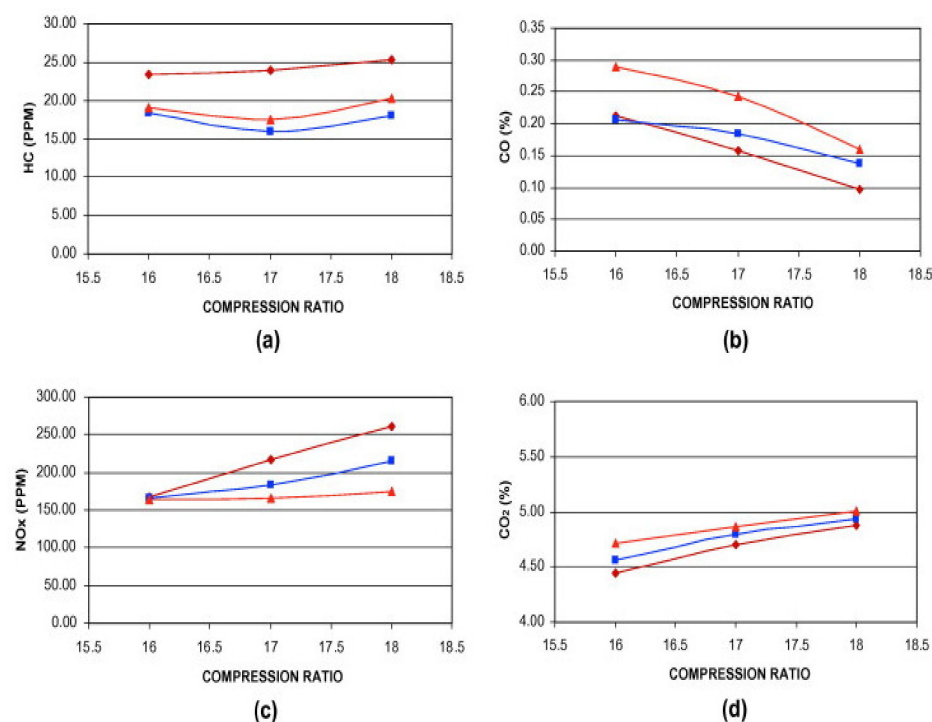 30.00
25.00
20.00
15.00
10.00
5.00
0.00
HC (PPM)
15.5 16 16.5 17 17.5 18 18.5
COMPRESSION RATIO
(a)
0.35
0.30
0.25
0.20
0.15
0.10
0.05
0.00
CO (%)
15.5 16 16.5 17 17.5 18 18.5
COMPRESSION RATIO
(b)
300.00
250.00
200.00
150.00
100.00
50.00
0.00
NOx (PPM)
15.5 16 16.5 17 17.5 18 18.5
COMPRESSION RATIO
(c)
6.00
5.50
5.00
4.50
4.00
CO₂ (%)
15.5 16 16.5 17 17.5 18 18.5
COMPRESSION RATIO
(d)